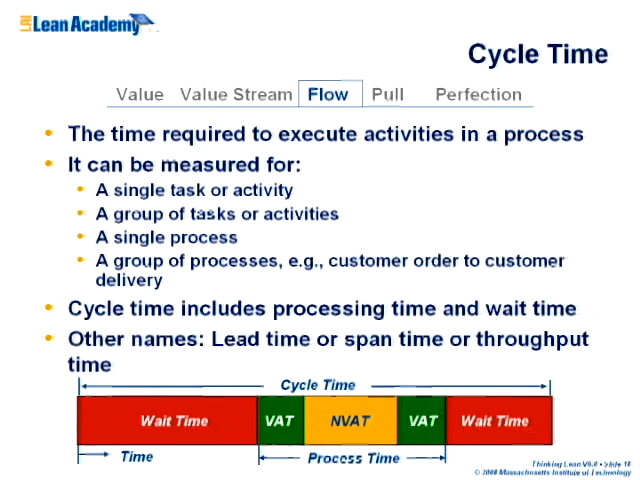 LAI Lean Academy
Cycle Time
Value Value Stream Flow Pull Perfection
• The time required to execute activities in a process
• It can be measured for:
• A single task or activity
• A group of tasks or activities
• A single process
• A group of processes, e.g., customer order to customer
delivery
• Cycle time includes processing time and wait time
• Other names: Lead time or span time or throughput
time
Cycle Time
Wait Time VAT NVAT VAT Wait Time
Time
Process Time
Thinking Lean V6.0 • Slide 10
© 2008 Massachusetts Institute of Technology